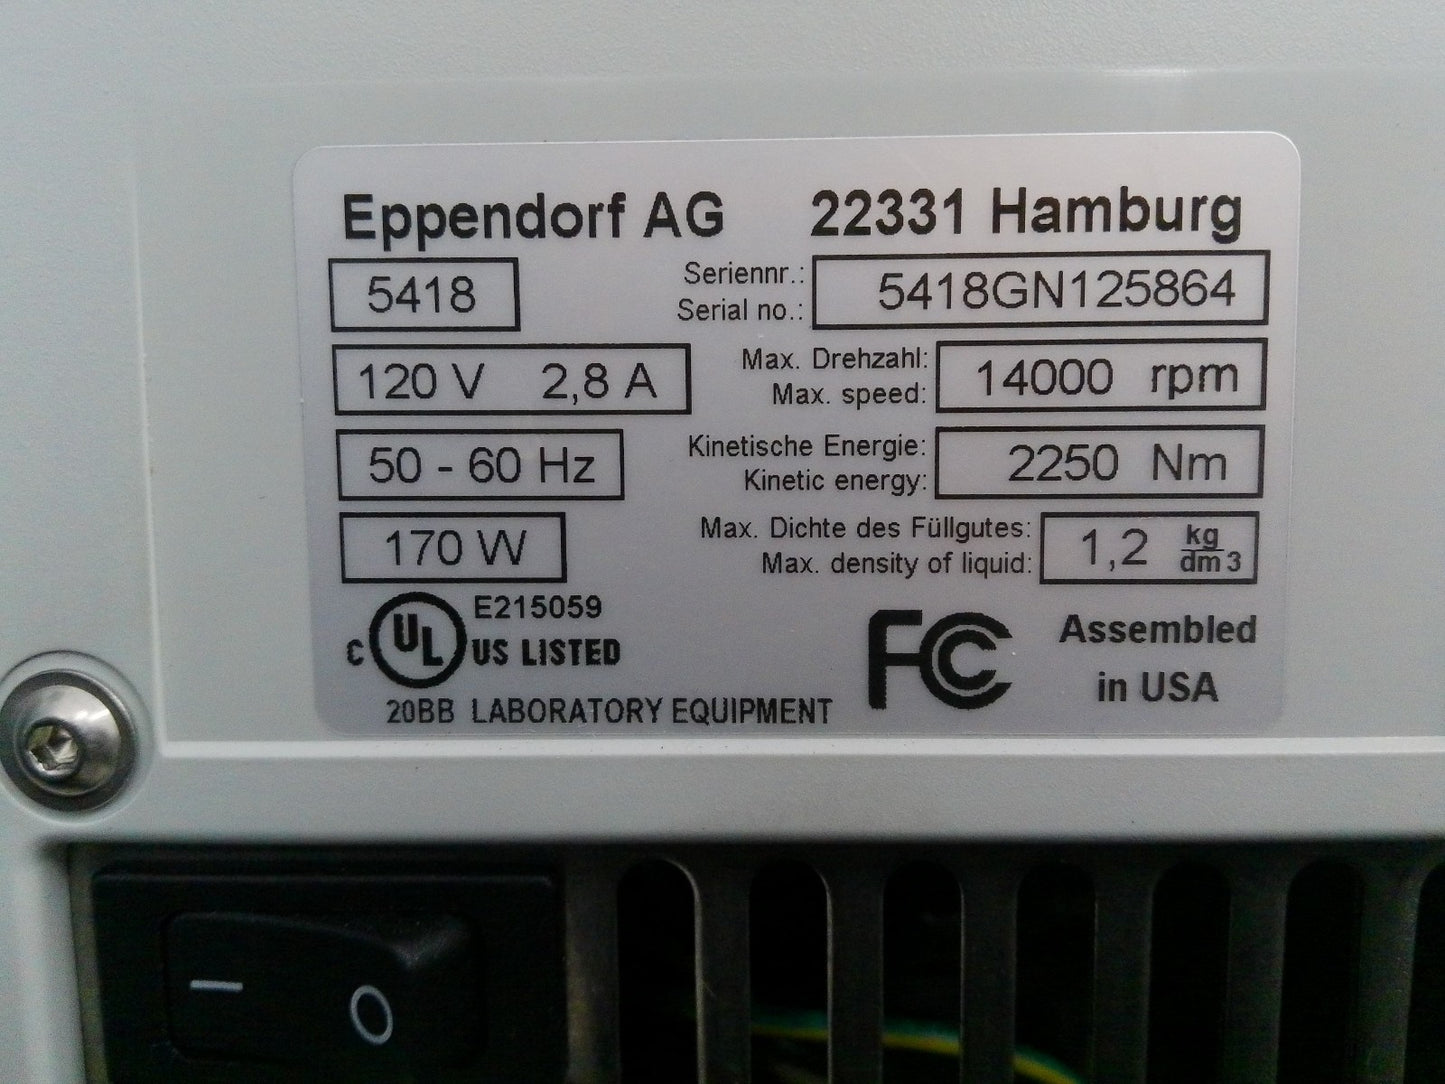 Eppendorf AG 22331 Hamburg
5418 Seriennr.: 5418GN125864
Serial no.:
120 V 2,8 A Max. Drehzahl: 14000 rpm
Max. speed:
50 - 60 Hz Kinetische Energie: 2250 Nm
Kinetic energy:
170 W Max. Dichte des Füllgutes: 1,2 kg/dm3
Max. density of liquid:
c UL US LISTED E215059
20BB LABORATORY EQUIPMENT
FC Assembled
in USA
— O